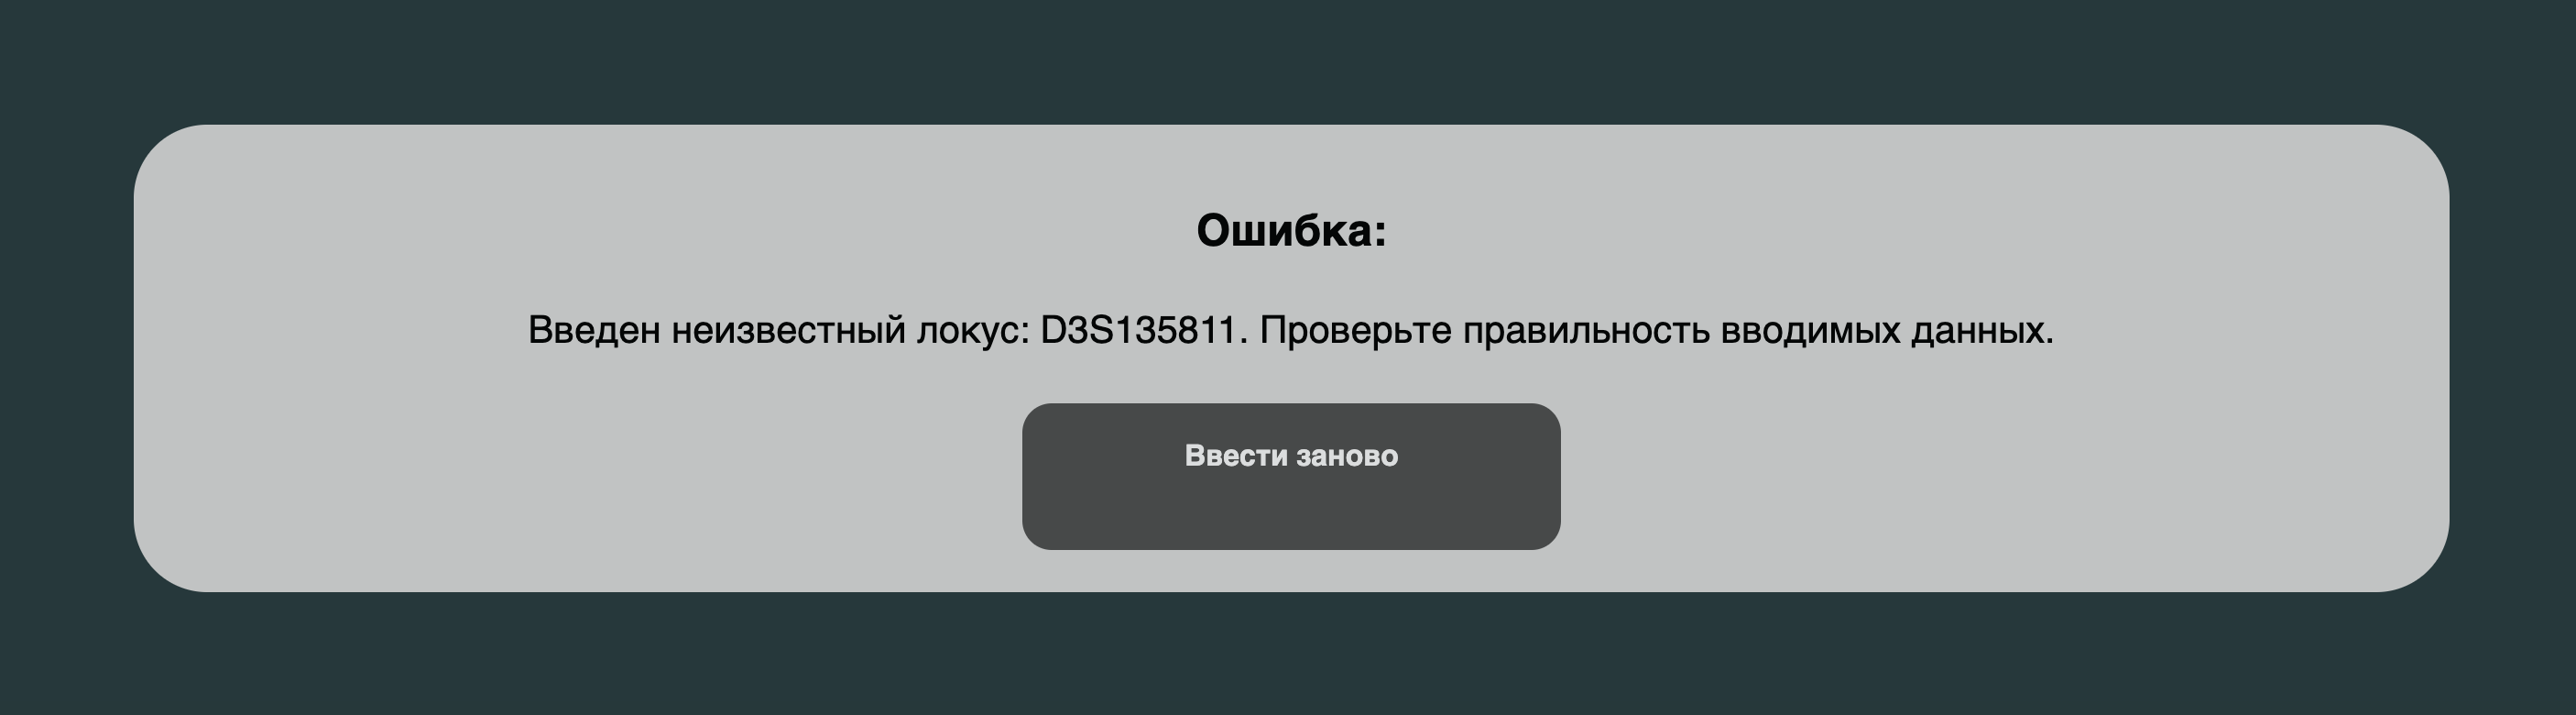 Ошибка:
Введен неизвестный локус: D3S135811. Проверьте правильность вводимых данных.
Ввести заново